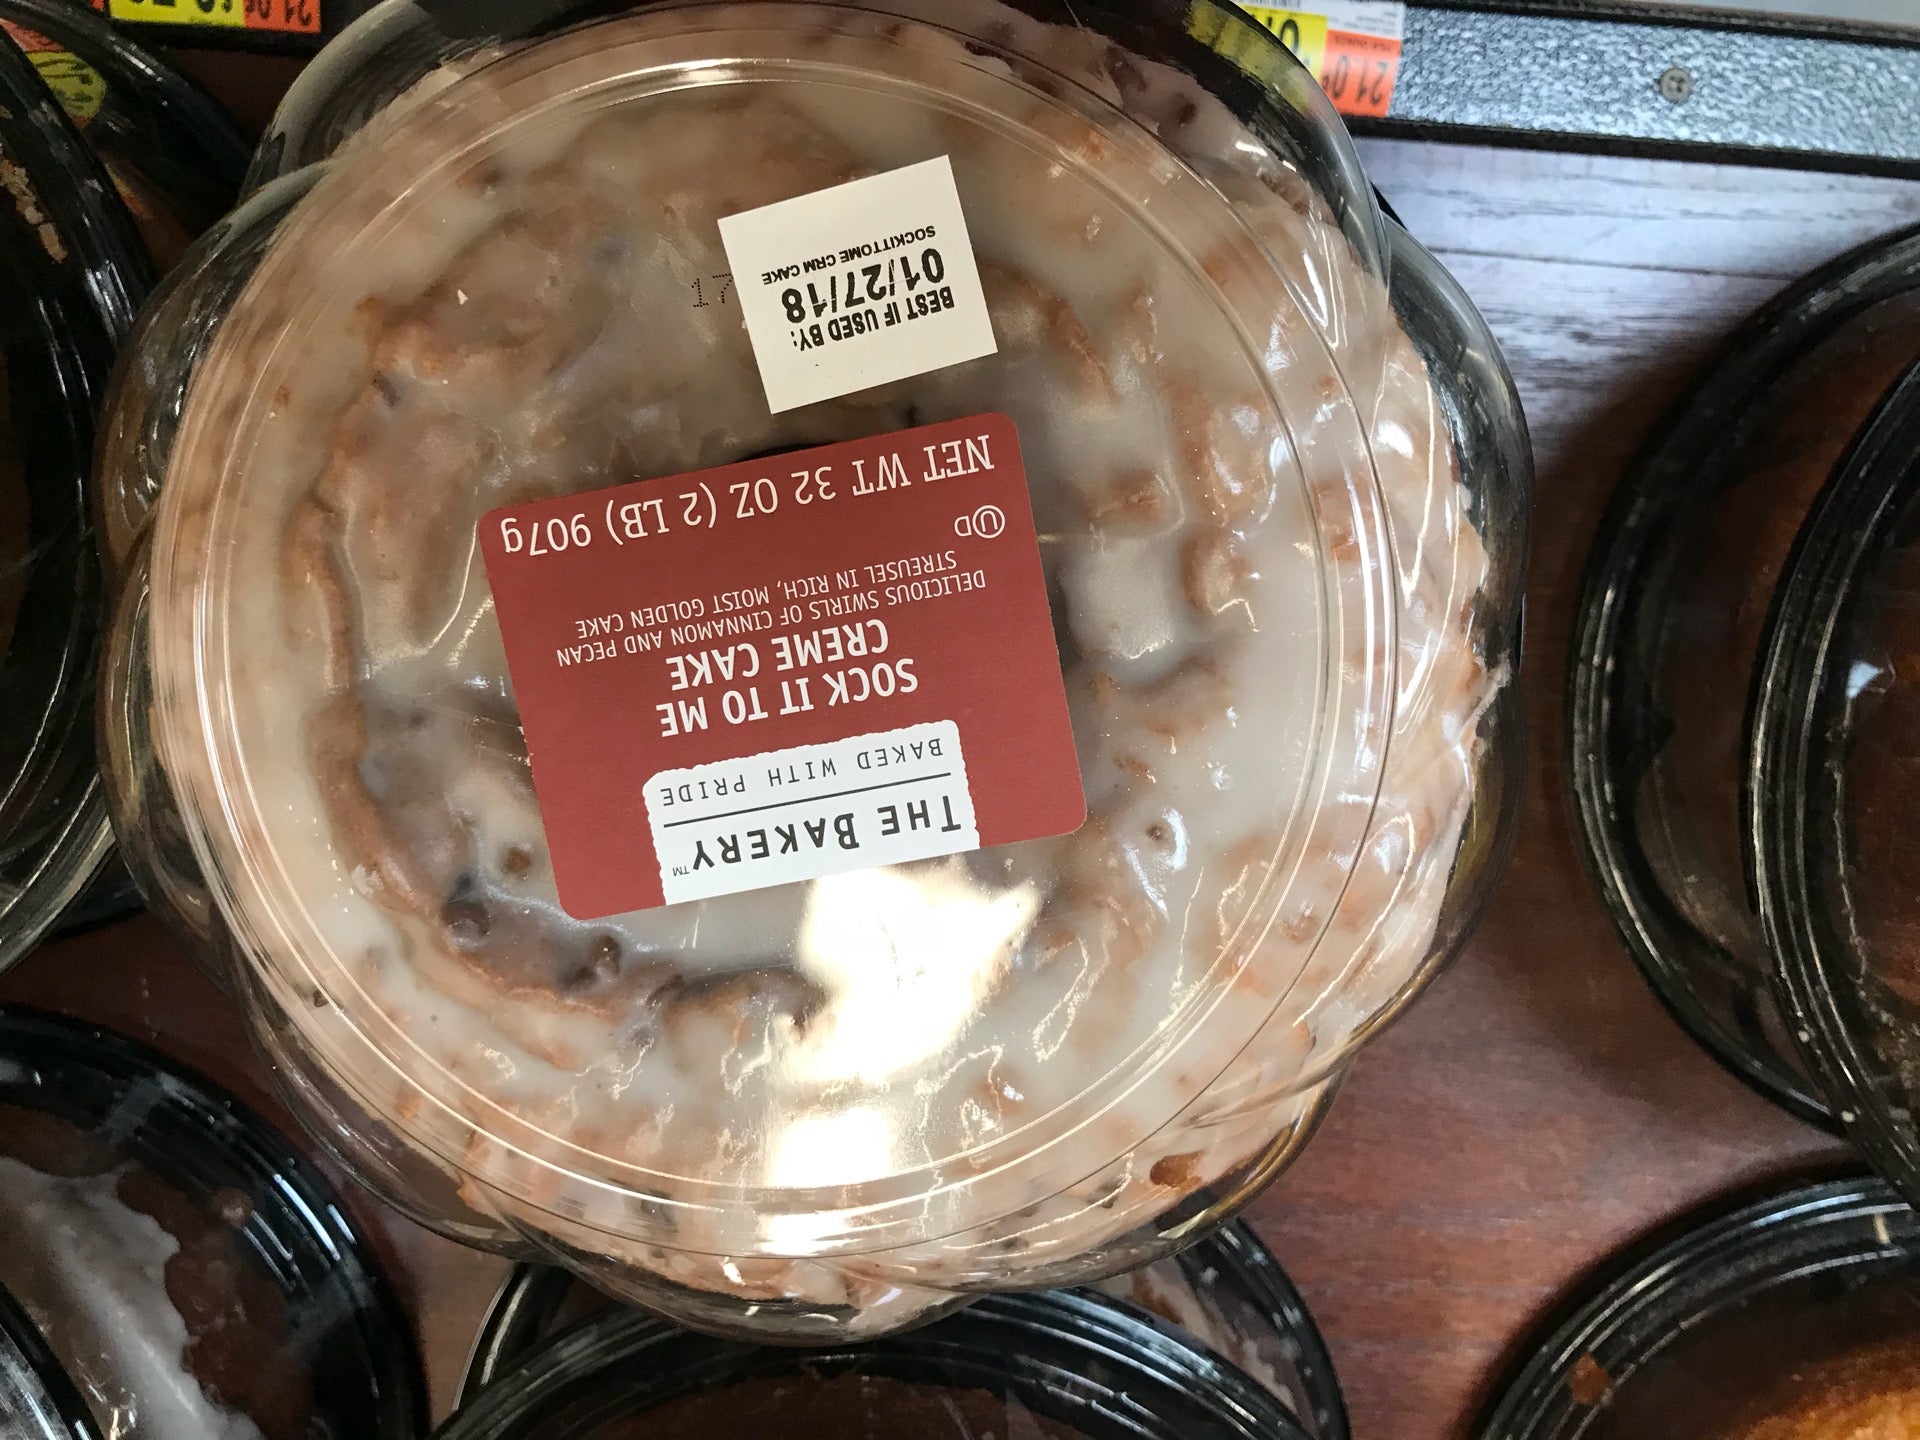 THE BAKERY™
BAKED WITH PRIDE
SOCK IT TO ME
CREME CAKE
DELICIOUS SWIRLS OF CINNAMON AND PECAN
STREUSEL IN RICH, MOIST GOLDEN CAKE
Ⓤ D
NET WT 32 OZ (2 LB) 907g
BEST IF USED BY:
01/27/18
SOCKITTOME CRM CAKE
17